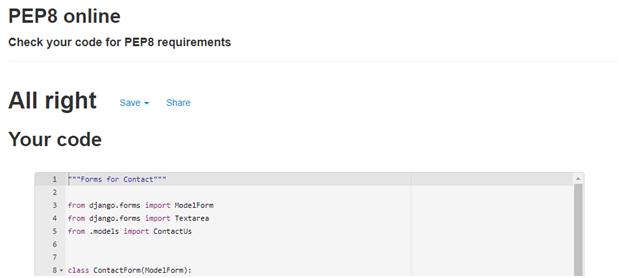 PEP8 online
Check your code for PEP8 requirements
All right Save Share
Your code
1 """Forms for Contact"""
2
3 from django.forms import ModelForm
4 from django.forms import Textarea
5 from .models import ContactUs
6
7
8 class ContactForm(ModelForm):